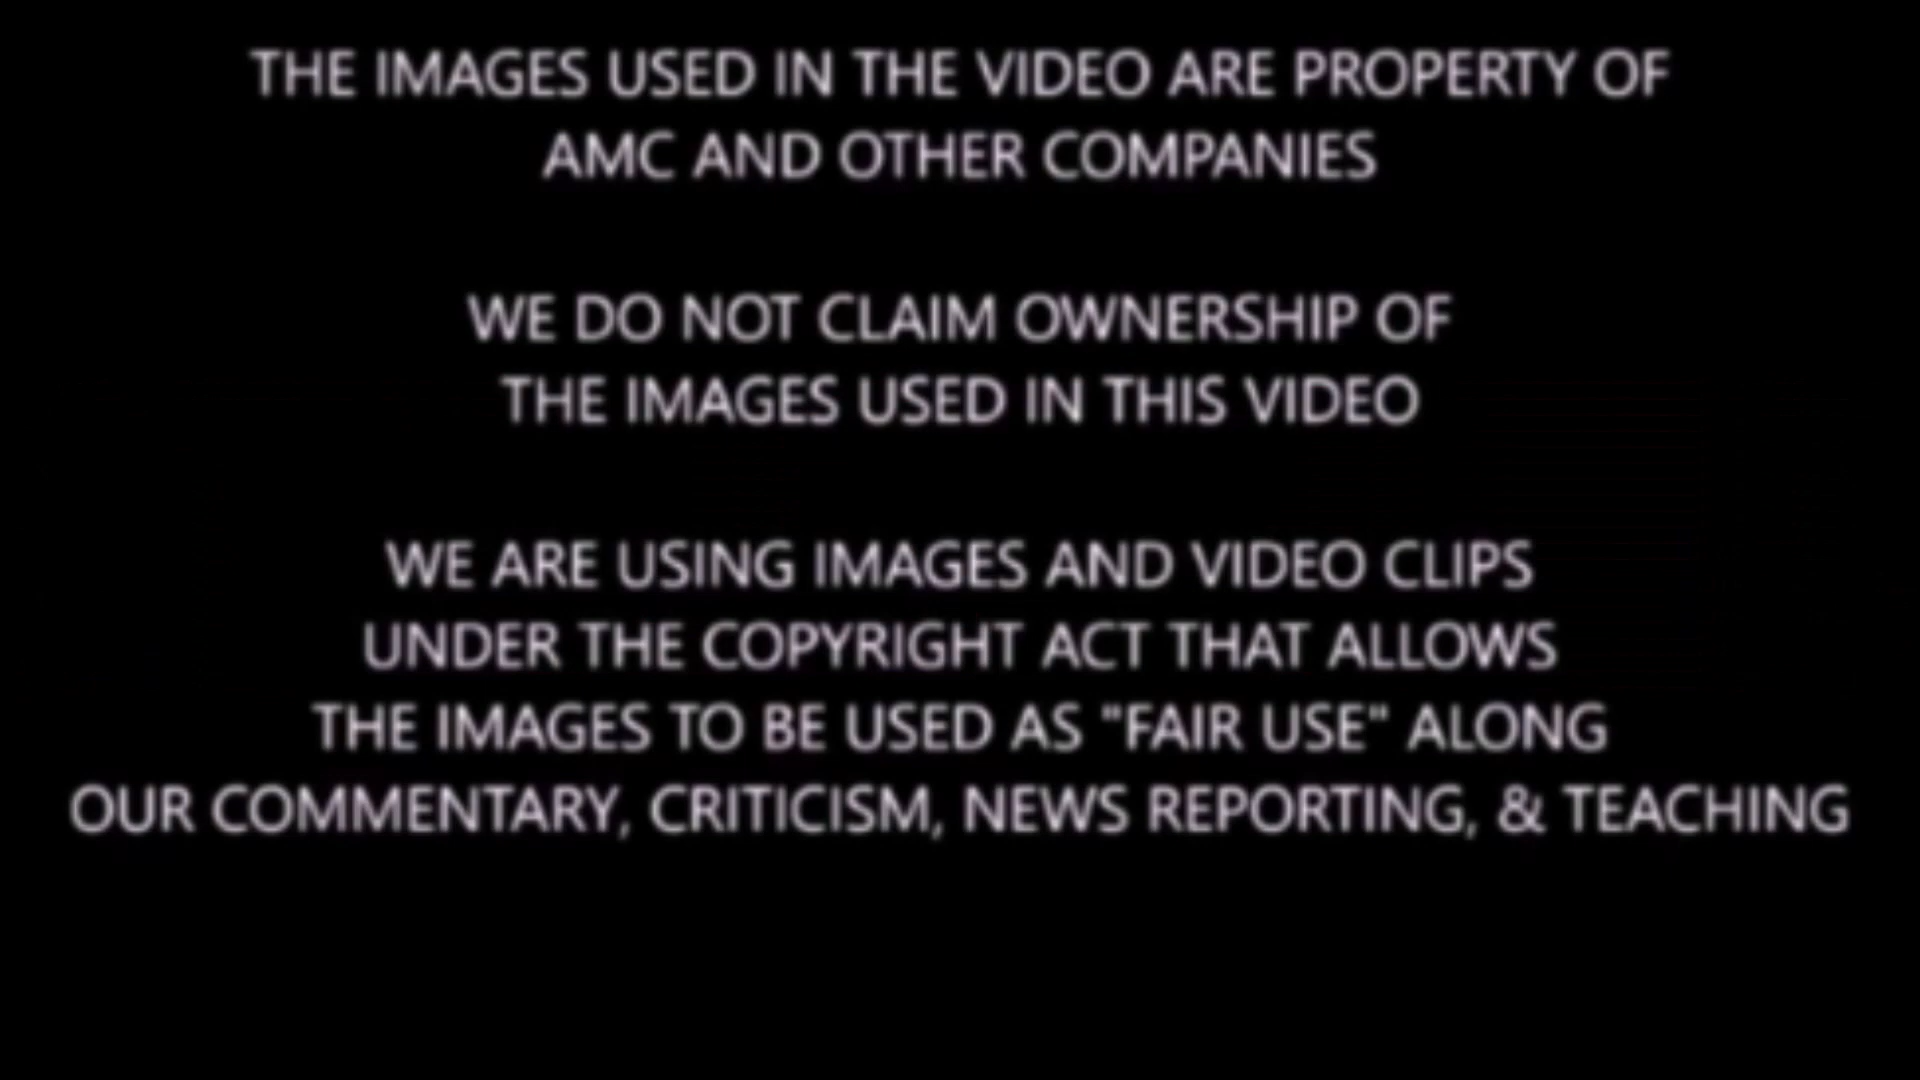 THE IMAGES USED IN THE VIDEO ARE PROPERTY OF
AMC AND OTHER COMPANIES
WE DO NOT CLAIM OWNERSHIP OF
THE IMAGES USED IN THIS VIDEO
WE ARE USING IMAGES AND VIDEO CLIPS
UNDER THE COPYRIGHT ACT THAT ALLOWS
THE IMAGES TO BE USED AS "FAIR USE" ALONG
OUR COMMENTARY, CRITICISM, NEWS REPORTING, & TEACHING